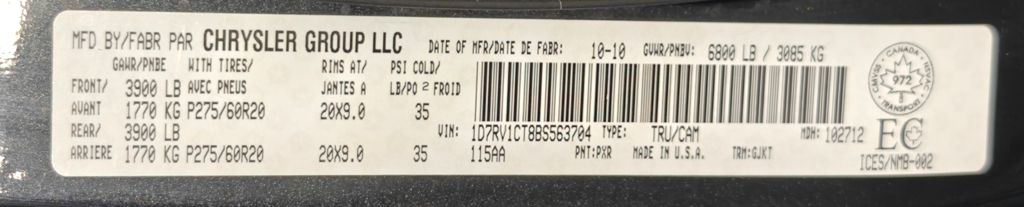 MFD BY/FABR PAR CHRYSLER GROUP LLC DATE OF MFR/DATE DE FABR: 10-10 GVWR/PNBV: 6800 LB / 3085 KG
GAWR/PNBE WITH TIRES/ RIMS AT/ PSI COLD/
FRONT/ 3900 LB AVEC PNEUS JANTES A LB/PO 2 FROID
AVANT 1770 KG P275/60R20 20X9.0 35
REAR/ 3900 LB VIN: 1D7RV1CT8BS563704 TYPE: TRU/CAM MDH: 102712
ARRIERE 1770 KG P275/60R20 20X9.0 35 115AA PNT:PXR MADE IN U.S.A. TRM:GJKT
CANADA
CMVSS NSVAC
972
TRANSPORT
EC
ICES/NMB-002